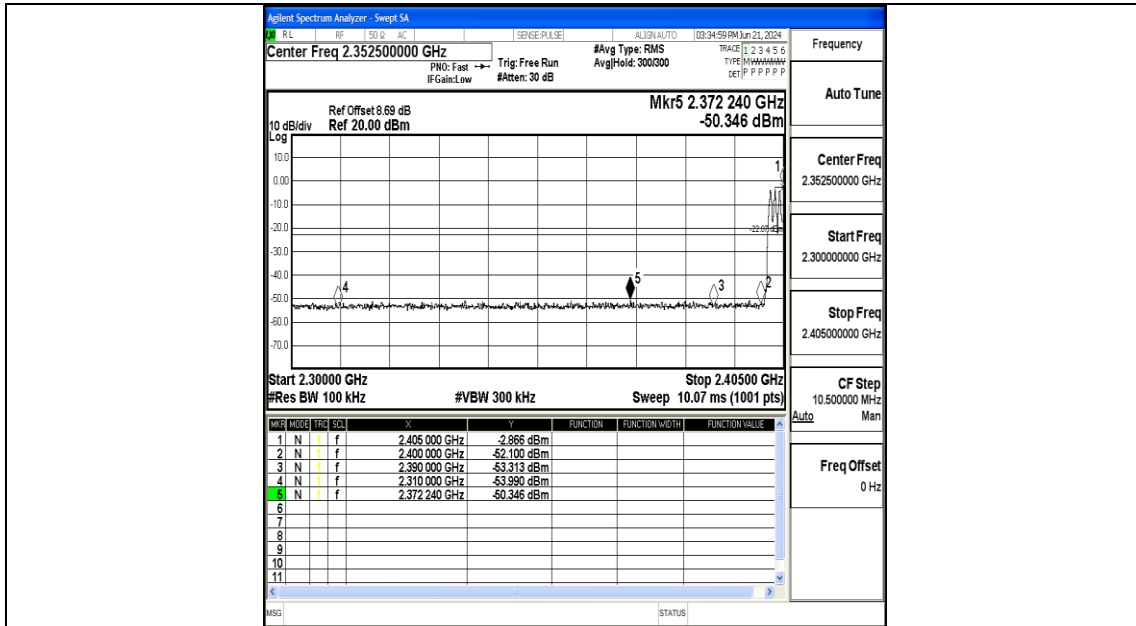 Agilent Spectrum Analyzer - Swept SA
RL RF 50 Ω AC SENSE:PULSE ALIGN AUTO 03:34:59 PM Jun 21, 2024
Center Freq 2.352500000 GHz
PNO: Fast
IFGain:Low
Trig: Free Run
#Atten: 30 dB
#Avg Type: RMS
Avg|Hold: 300/300
TRACE 1 2 3 4 5 6
TYPE MWWWWW
DET P P P P P P
Frequency
Auto Tune
Mkr5 2.372 240 GHz
-50.346 dBm
Ref Offset 8.69 dB
10 dB/div Ref 20.00 dBm
Log
10.0
0.00
-10.0
-20.0
-30.0
-40.0
-50.0
-60.0
-70.0
1
-22.87 dBm
4
5
3
2
Center Freq
2.352500000 GHz
Start Freq
2.300000000 GHz
Stop Freq
2.405000000 GHz
CF Step
10.500000 MHz
Auto Man
Freq Offset
0 Hz
Start 2.30000 GHz Stop 2.40500 GHz
#Res BW 100 kHz #VBW 300 kHz Sweep 10.07 ms (1001 pts)
MKR MODE TRC SCL X Y FUNCTION FUNCTION WIDTH FUNCTION VALUE
1 N 1 f 2.405 000 GHz -2.866 dBm
2 N 1 f 2.400 000 GHz -52.100 dBm
3 N 1 f 2.390 000 GHz -53.313 dBm
4 N 1 f 2.310 000 GHz -53.990 dBm
5 N 1 f 2.372 240 GHz -50.346 dBm
6
7
8
9
10
11
MSG STATUS